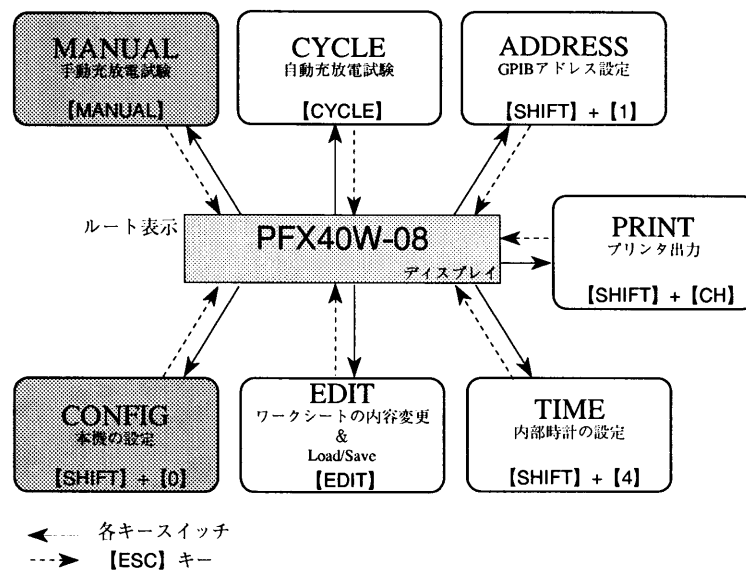 MANUAL
手動充放電試験
【MANUAL】
CYCLE
自動充放電試験
【CYCLE】
ADDRESS
GPIBアドレス設定
【SHIFT】+【1】
ルート表示
PFX40W-08
ディスプレイ
PRINT
プリンタ出力
【SHIFT】+【CH】
CONFIG
本機の設定
【SHIFT】+【0】
EDIT
ワークシートの内容変更
&
Load/Save
【EDIT】
TIME
内部時計の設定
【SHIFT】+【4】
各キースイッチ
【ESC】キー